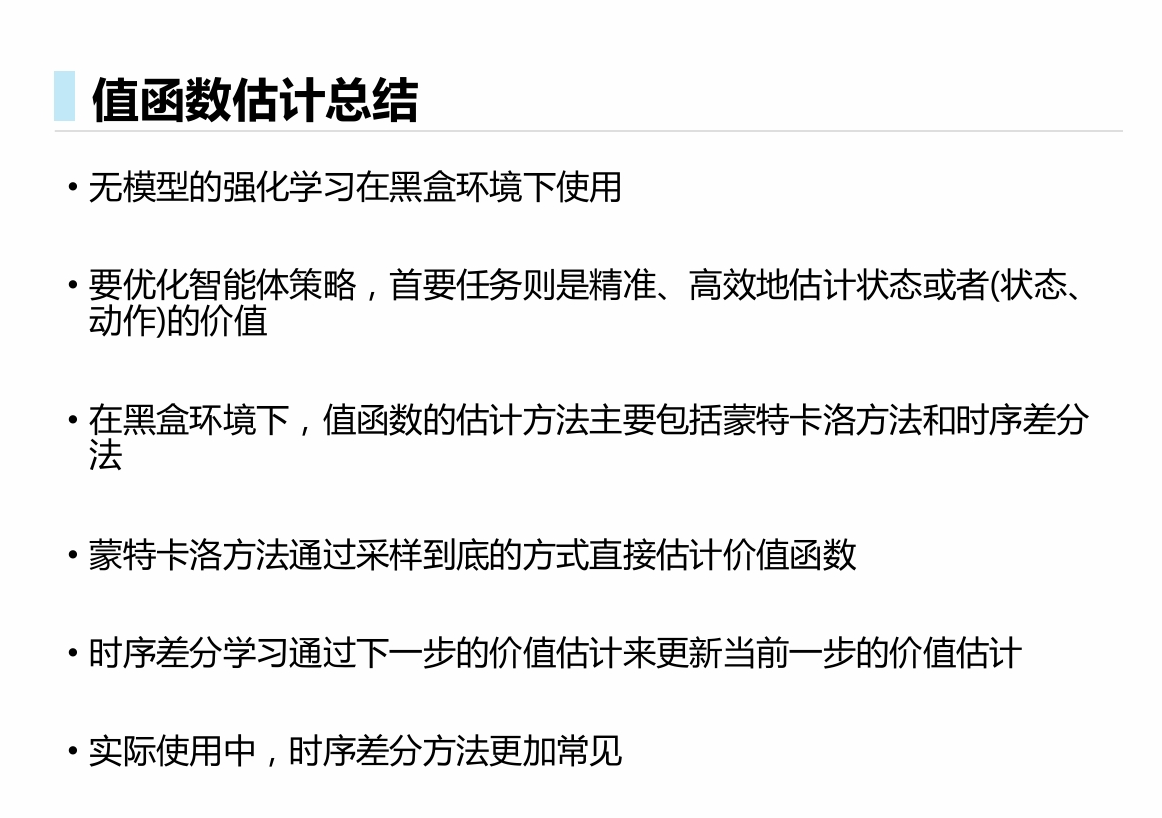 值函数估计总结
• 无模型的强化学习在黑盒环境下使用
• 要优化智能体策略，首要任务则是精准、高效地估计状态或者(状态、
动作)的价值
• 在黑盒环境下，值函数的估计方法主要包括蒙特卡洛方法和时序差分
法
• 蒙特卡洛方法通过采样到底的方式直接估计价值函数
• 时序差分学习通过下一步的价值估计来更新当前一步的价值估计
• 实际使用中，时序差分方法更加常见